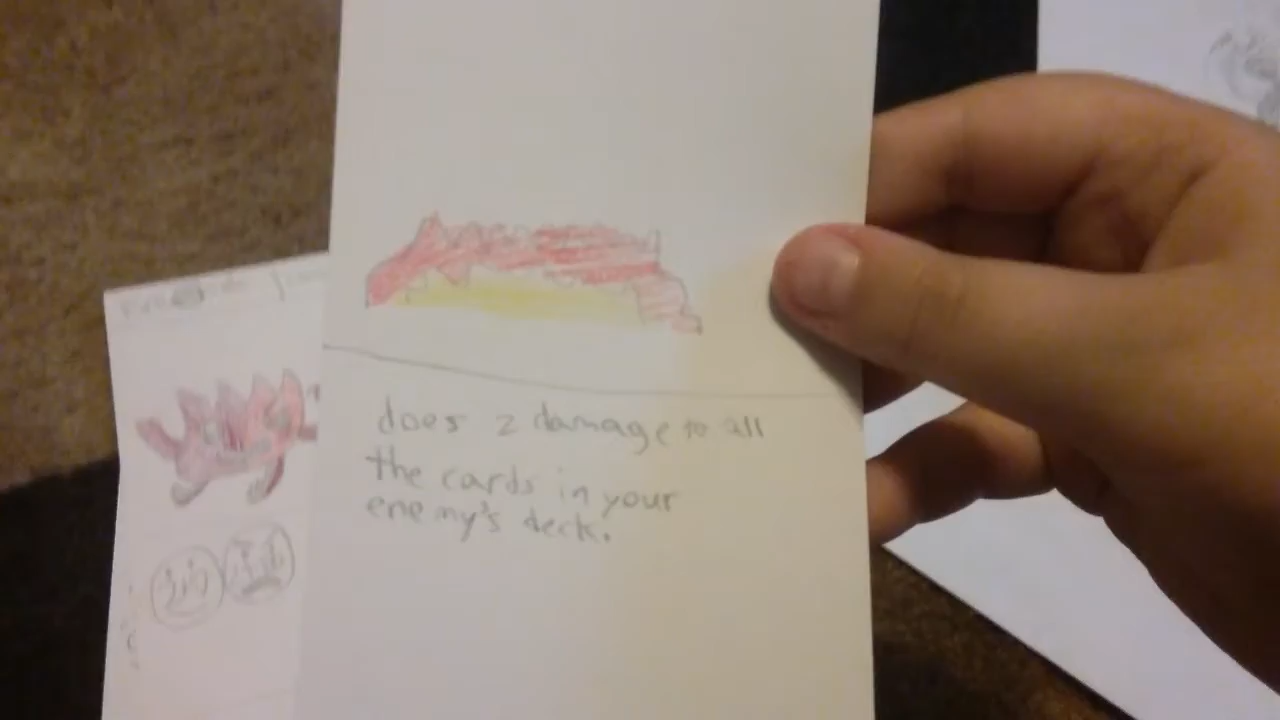 does 2 damage to all
the cards in your
enemy's deck.